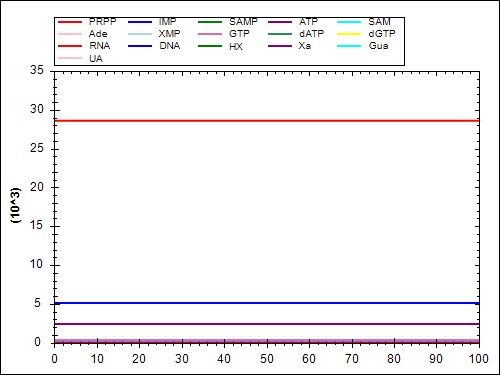 PRPP IMP SAMP ATP SAM
Ade XMP GTP dATP dGTP
RNA DNA HX Xa Gua
UA
35
30
25
20
15
10
5
0
(10^3)
0 10 20 30 40 50 60 70 80 90 100